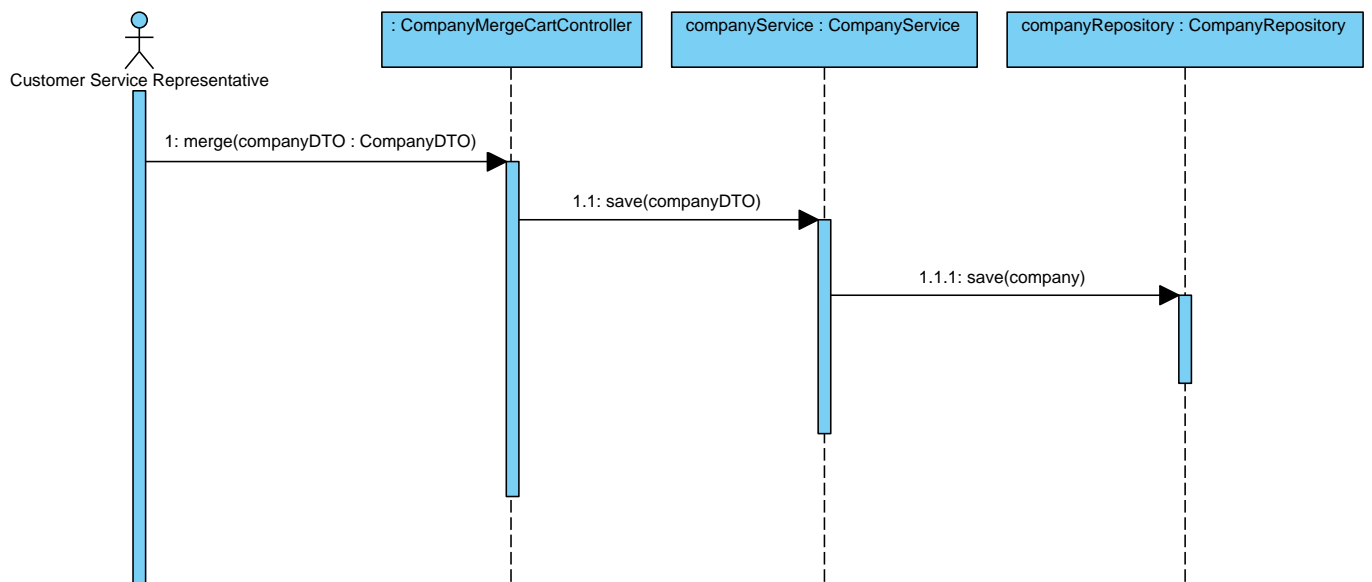 : CompanyMergeCartController
companyService : CompanyService
companyRepository : CompanyRepository
Customer Service Representative
1: merge(companyDTO : CompanyDTO)
1.1: save(companyDTO)
1.1.1: save(company)